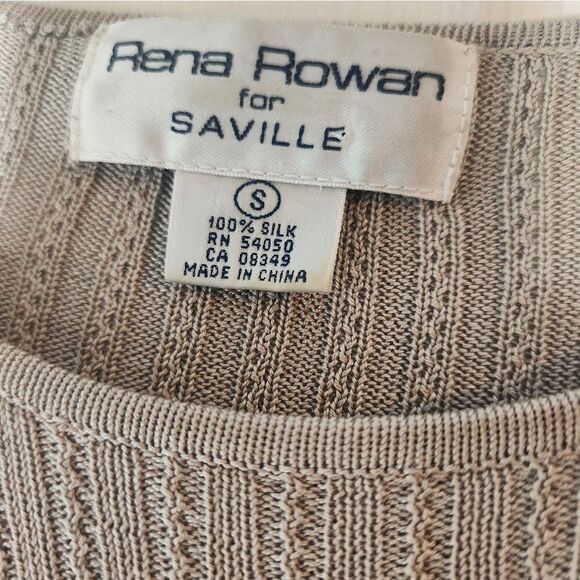 Rena Rowan
for
SAVILLE
S
100% SILK
RN 54050
CA 08349
MADE IN CHINA